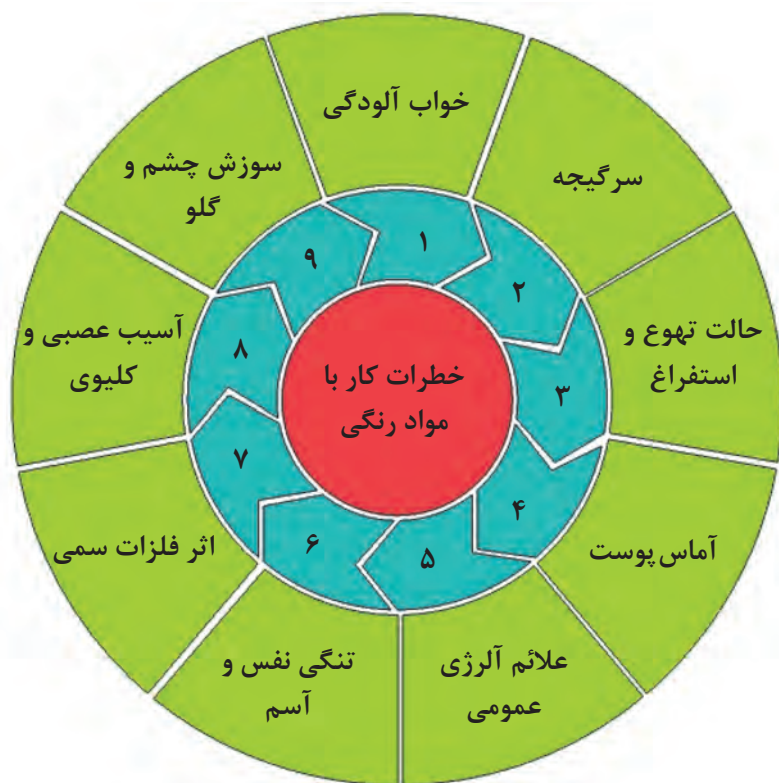 خطرات کار با
مواد رنگی
۱
خواب آلودگی
۲
سرگیجه
۳
حالت تهوع و
استفراغ
۴
آماس پوست
۵
علائم آلرژی
عمومی
۶
تنگی نفس و
آسم
۷
اثر فلزات سمی
۸
آسیب عصبی و
کلیوی
۹
سوزش چشم و
گلو